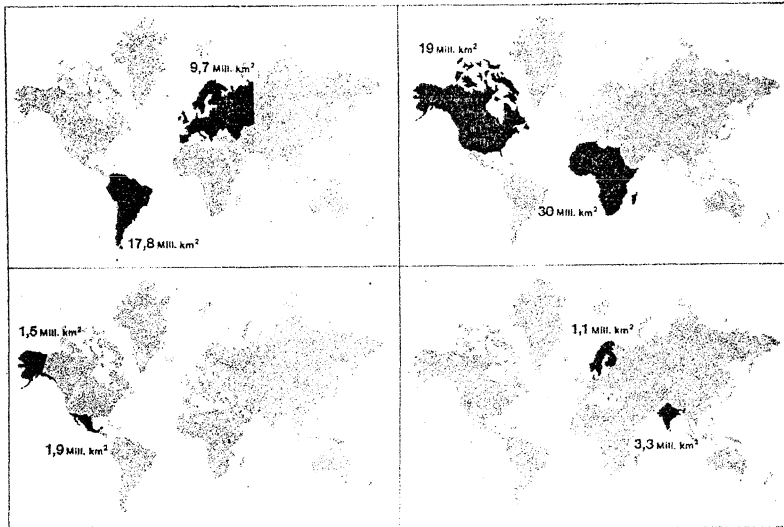 9,7 Mill. km²
17,8 Mill. km²
19 Mill. km²
30 Mill. km²
1,5 Mill. km²
1,9 Mill. km²
1,1 Mill. km²
3,3 Mill. km²